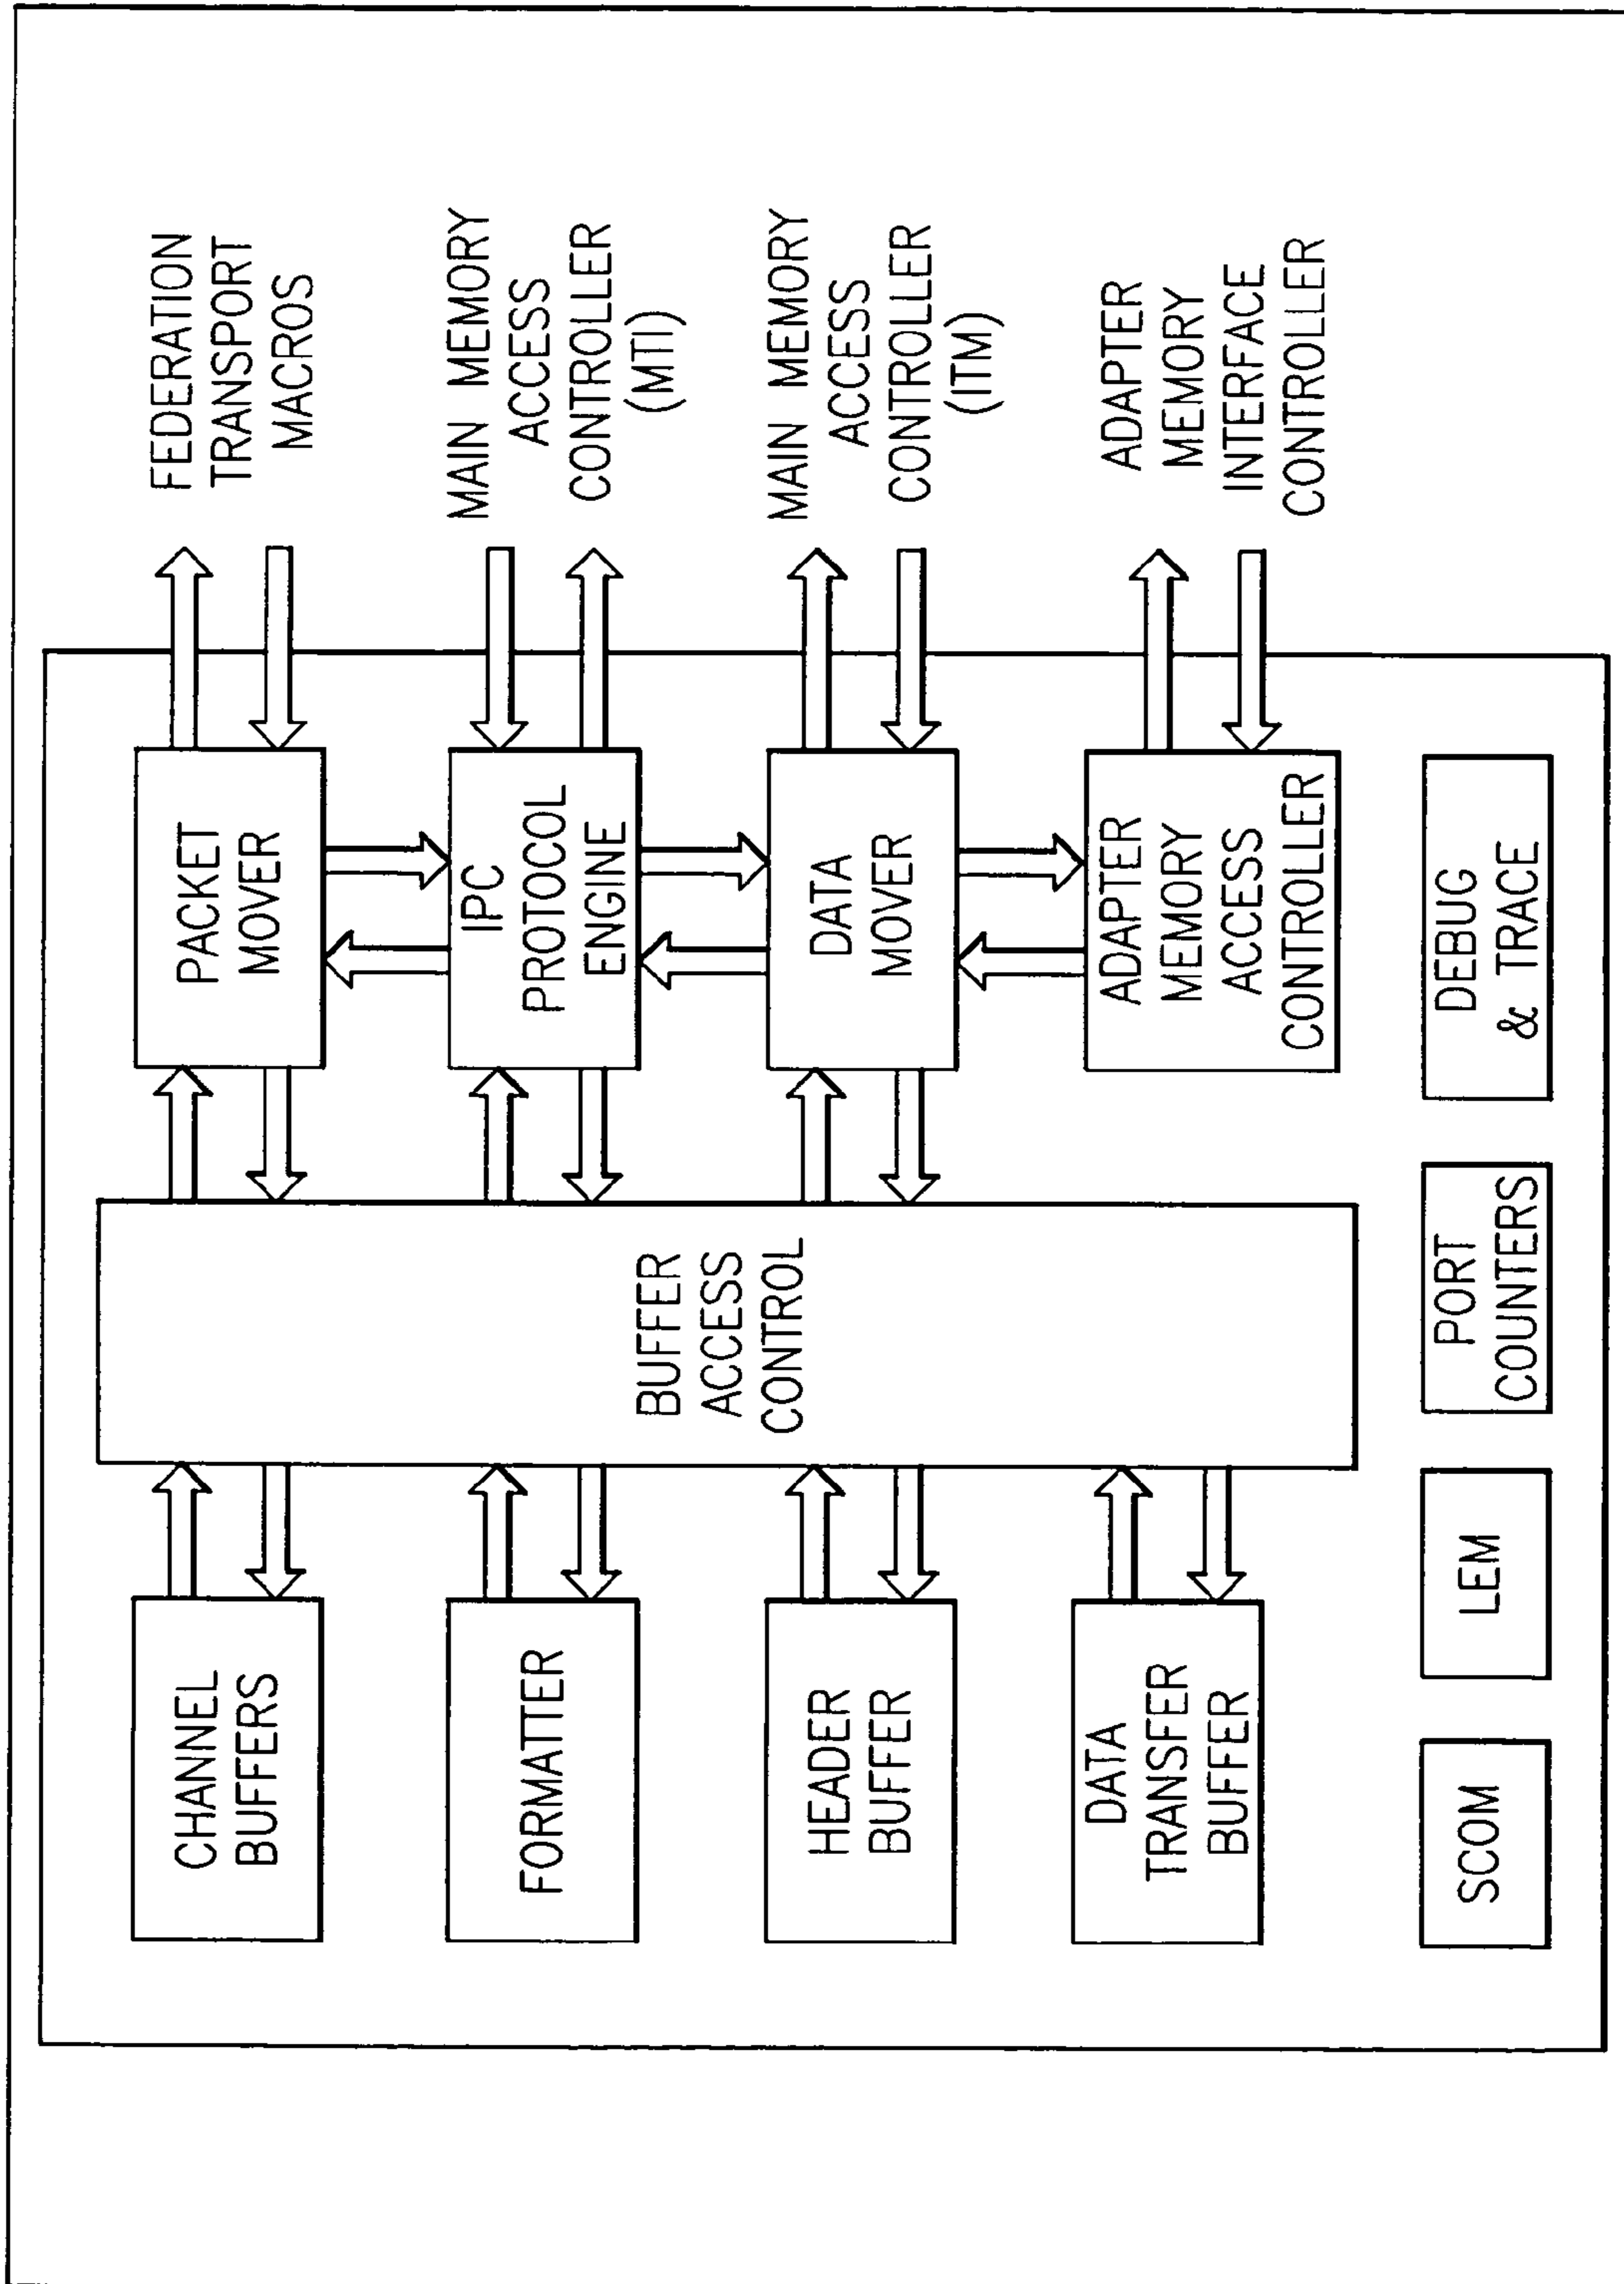 CHANNEL
BUFFERS
FORMATTER
HEADER
BUFFER
DATA
TRANSFER
BUFFER
BUFFER
ACCESS
CONTROL
PACKET
MOVER
IPC
PROTOCOL
ENGINE
DATA
MOVER
ADAPTER
MEMORY
ACCESS
CONTROLLER
FEDERATION
TRANSPORT
MACROS
MAIN MEMORY
ACCESS
CONTROLLER
(MTI)
MAIN MEMORY
ACCESS
CONTROLLER
(ITM)
ADAPTER
MEMORY
INTERFACE
CONTROLLER
SCOM
LEM
PORT
COUNTERS
DEBUG
& TRACE